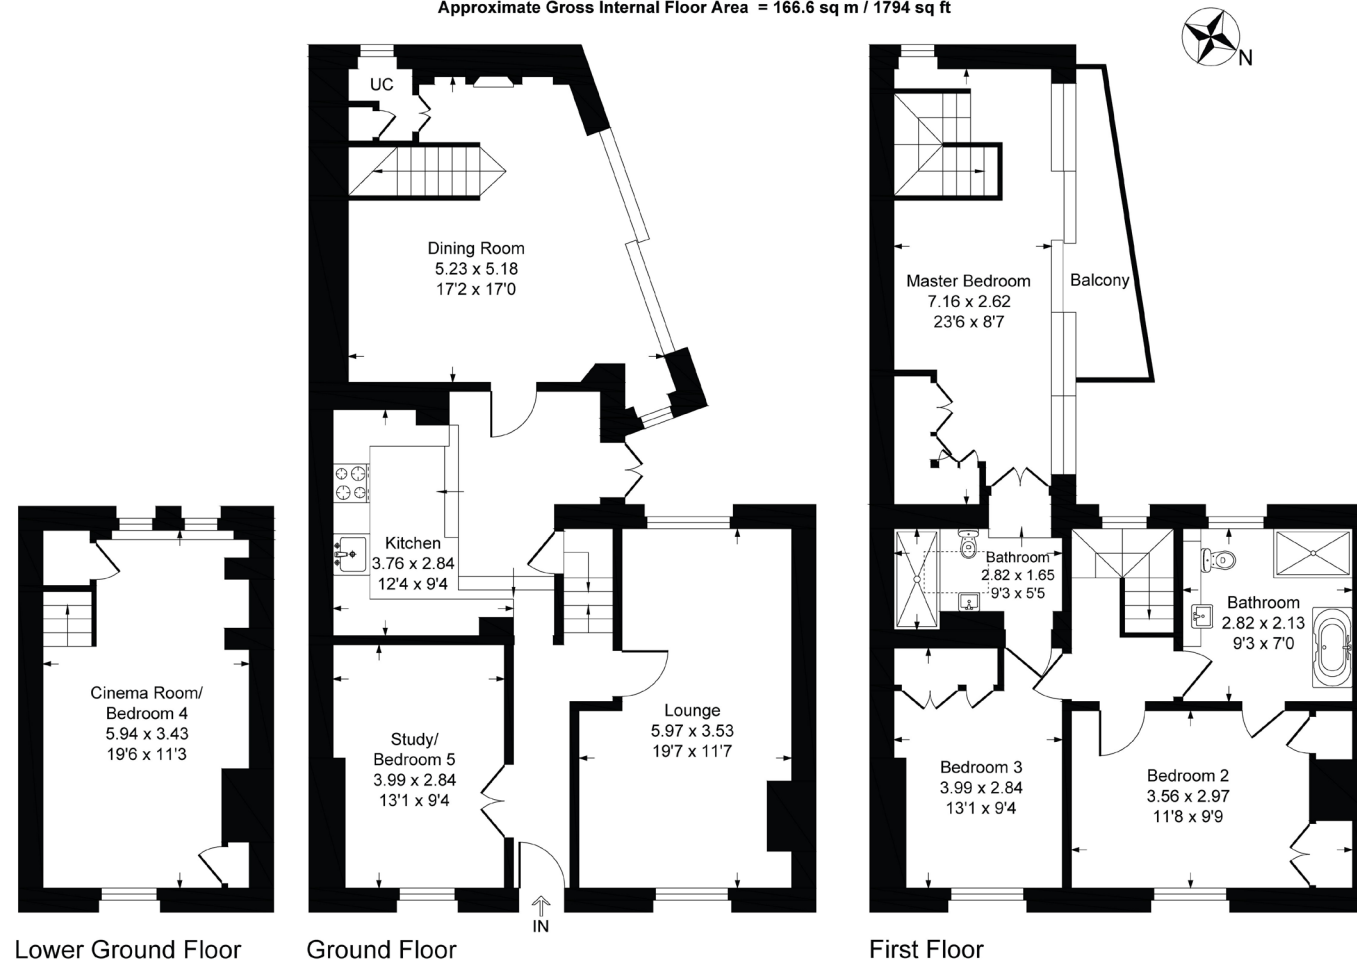 Approximate Gross Internal Floor Area = 166.6 sq m / 1794 sq ft
N
UC
Dining Room
5.23 x 5.18
17'2 x 17'0
Master Bedroom
7.16 x 2.62
23'6 x 8'7
Balcony
Kitchen
3.76 x 2.84
12'4 x 9'4
Bathroom
2.82 x 1.65
9'3 x 5'5
Bathroom
2.82 x 2.13
9'3 x 7'0
Cinema Room/
Bedroom 4
5.94 x 3.43
19'6 x 11'3
Study/
Bedroom 5
3.99 x 2.84
13'1 x 9'4
Lounge
5.97 x 3.53
19'7 x 11'7
Bedroom 3
3.99 x 2.84
13'1 x 9'4
Bedroom 2
3.56 x 2.97
11'8 x 9'9
IN
Lower Ground Floor
Ground Floor
First Floor